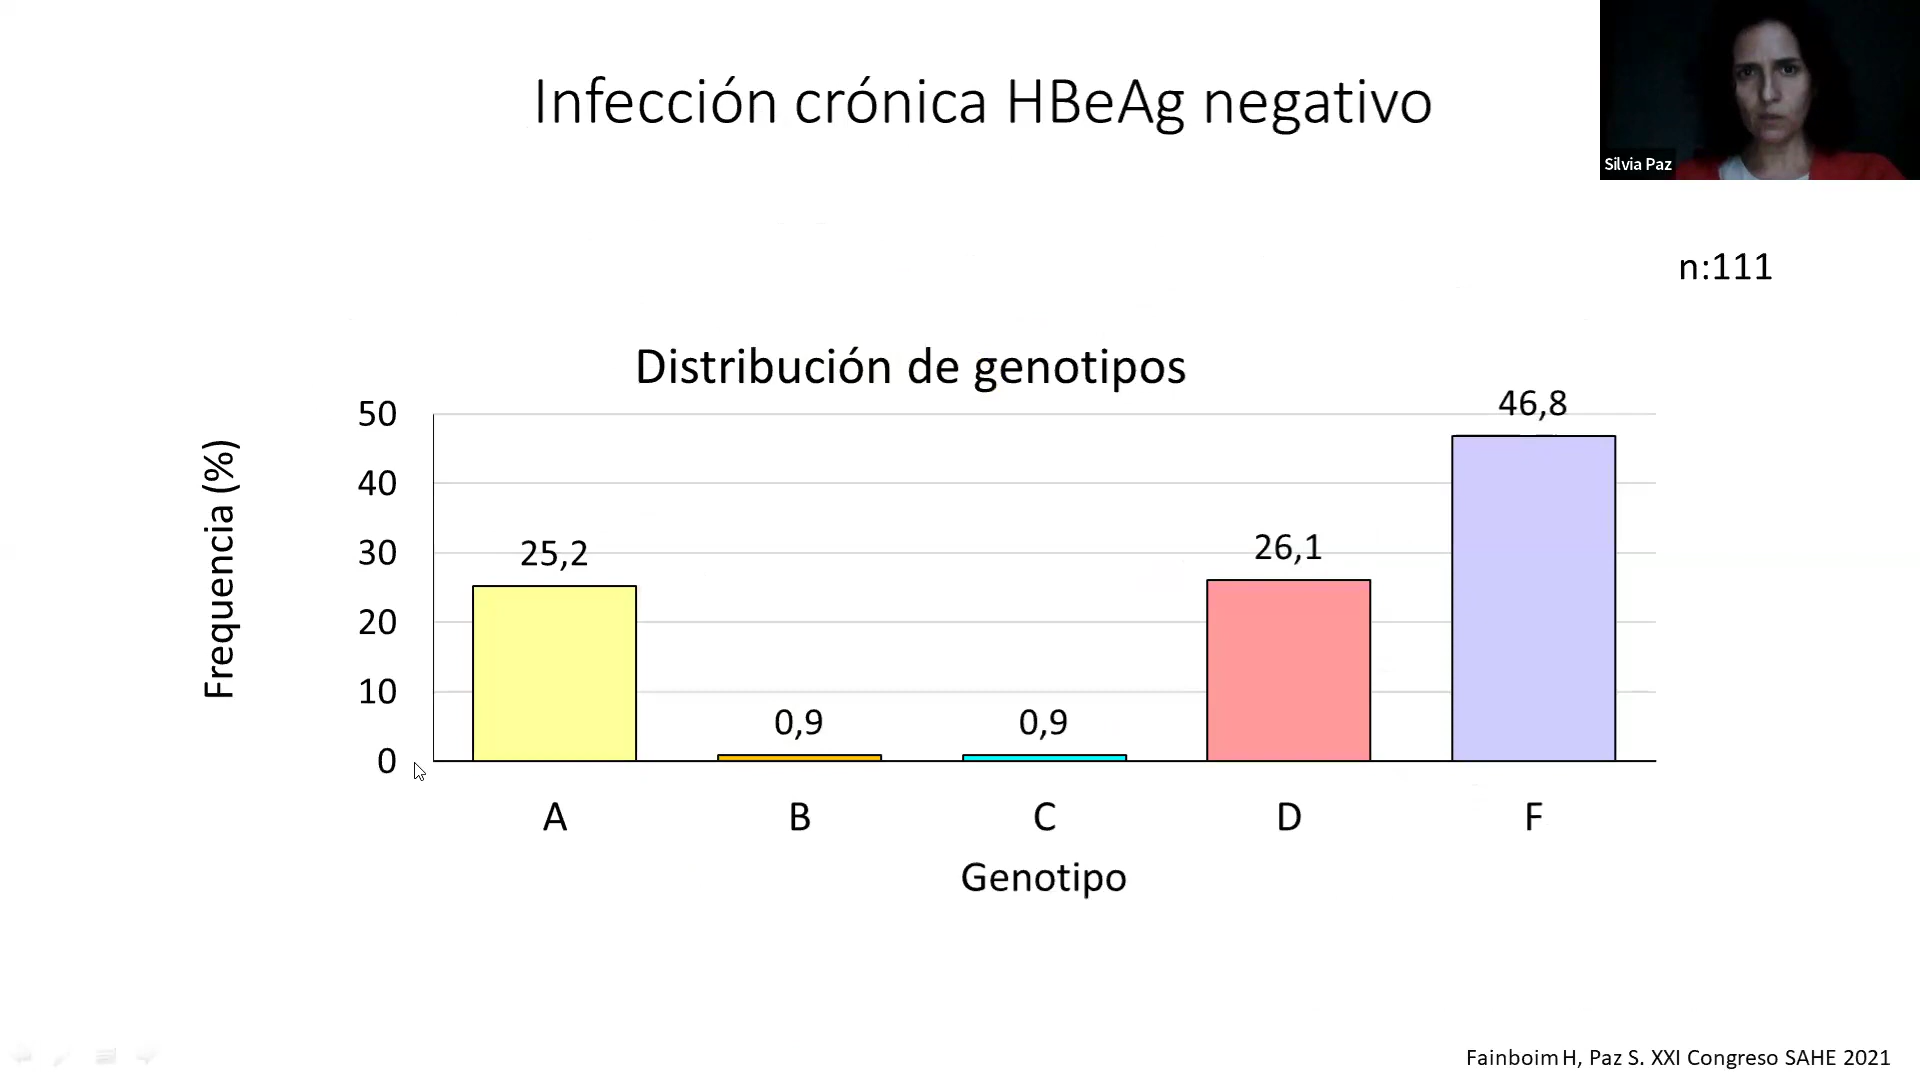 Infección crónica HBeAg negativo
Silvia Paz
n:111
Distribución de genotipos
Frequencia (%)
50
40
30
20
10
0
25,2
0,9
0,9
26,1
46,8
A
B
C
D
F
Genotipo
Fainboim H, Paz S. XXI Congreso SAHE 2021